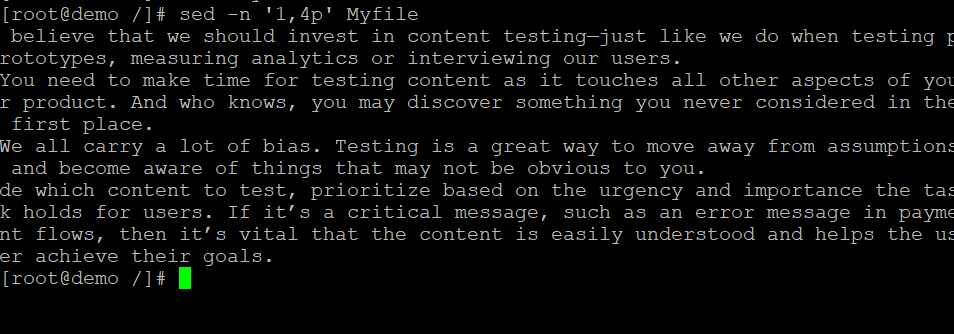 [root@demo /]# sed -n '1,4p' Myfile
 believe that we should invest in content testing—just like we do when testing p
rototypes, measuring analytics or interviewing our users.
You need to make time for testing content as it touches all other aspects of you
r product. And who knows, you may discover something you never considered in the
 first place.
We all carry a lot of bias. Testing is a great way to move away from assumptions
 and become aware of things that may not be obvious to you.
de which content to test, prioritize based on the urgency and importance the tas
k holds for users. If it’s a critical message, such as an error message in payme
nt flows, then it’s vital that the content is easily understood and helps the us
er achieve their goals.
[root@demo /]#